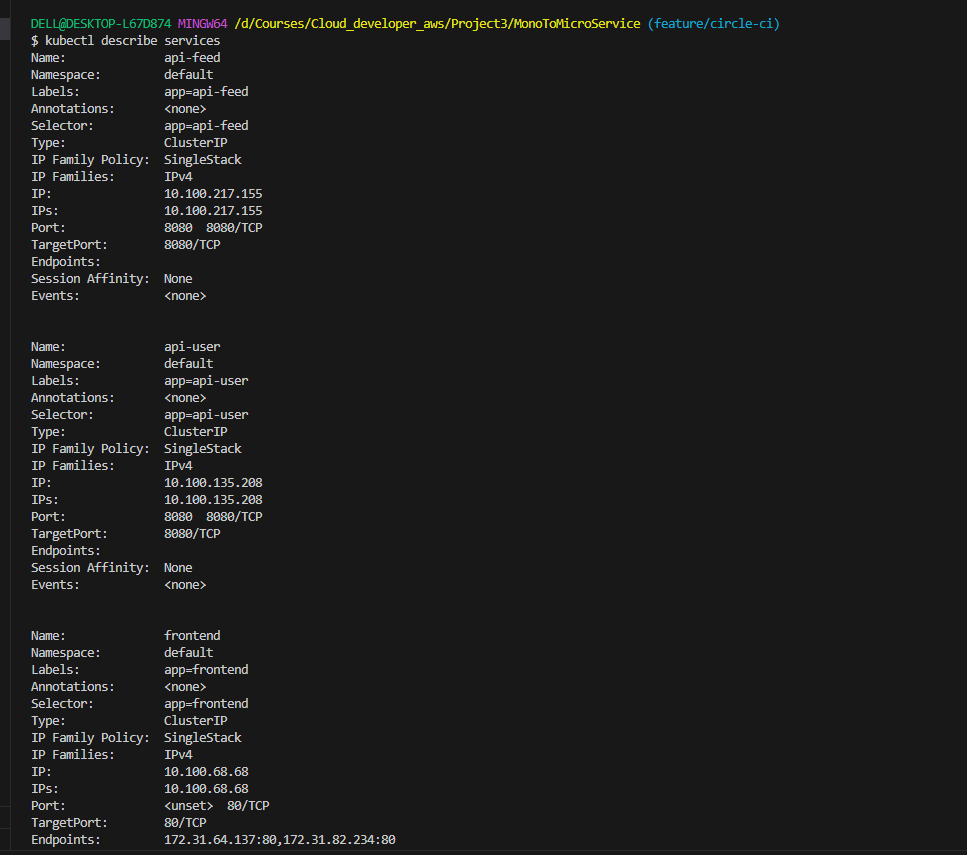 DELL@DESKTOP-L67D874 MINGW64 /d/Courses/Cloud_developer_aws/Project3/MonoToMicroService (feature/circle-ci)
$ kubectl describe services
Name:              api-feed
Namespace:         default
Labels:            app=api-feed
Annotations:       <none>
Selector:          app=api-feed
Type:              ClusterIP
IP Family Policy:  SingleStack
IP Families:       IPv4
IP:                10.100.217.155
IPs:               10.100.217.155
Port:              8080  8080/TCP
TargetPort:        8080/TCP
Endpoints:
Session Affinity:  None
Events:            <none>
Name:              api-user
Namespace:         default
Labels:            app=api-user
Annotations:       <none>
Selector:          app=api-user
Type:              ClusterIP
IP Family Policy:  SingleStack
IP Families:       IPv4
IP:                10.100.135.208
IPs:               10.100.135.208
Port:              8080  8080/TCP
TargetPort:        8080/TCP
Endpoints:
Session Affinity:  None
Events:            <none>
Name:              frontend
Namespace:         default
Labels:            app=frontend
Annotations:       <none>
Selector:          app=frontend
Type:              ClusterIP
IP Family Policy:  SingleStack
IP Families:       IPv4
IP:                10.100.68.68
IPs:               10.100.68.68
Port:              <unset>  80/TCP
TargetPort:        80/TCP
Endpoints:         172.31.64.137:80,172.31.82.234:80